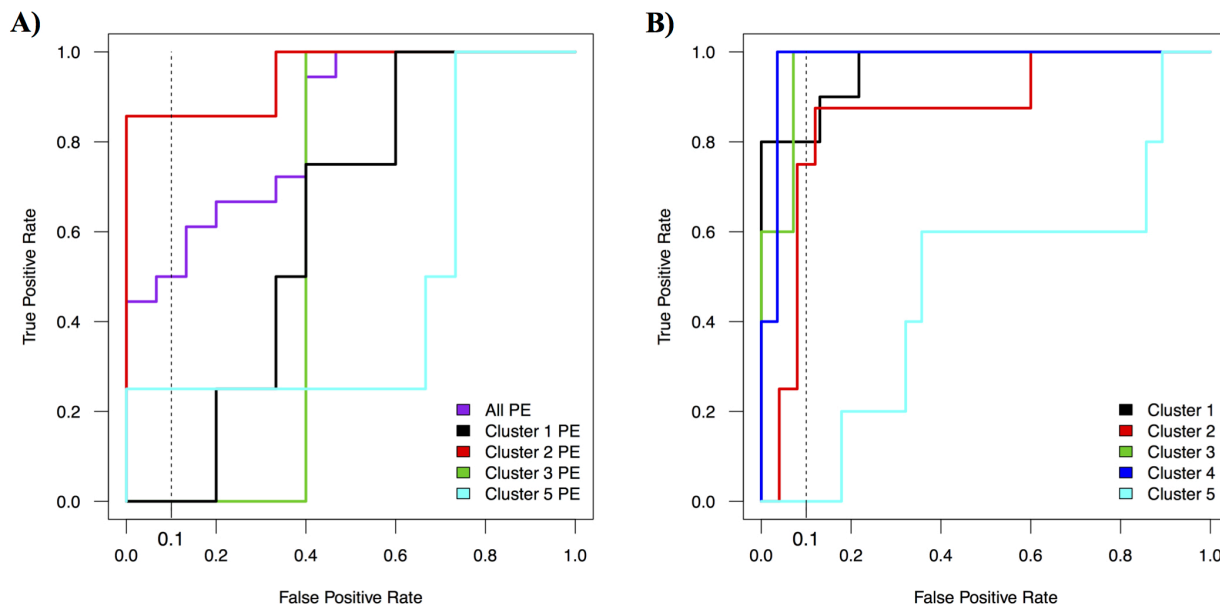 A)
True Positive Rate
1.0
0.8
0.6
0.4
0.2
0.0
All PE
Cluster 1 PE
Cluster 2 PE
Cluster 3 PE
Cluster 5 PE
0.0 0.1 0.2 0.4 0.6 0.8 1.0
False Positive Rate
B)
True Positive Rate
1.0
0.8
0.6
0.4
0.2
0.0
Cluster 1
Cluster 2
Cluster 3
Cluster 4
Cluster 5
0.0 0.1 0.2 0.4 0.6 0.8 1.0
False Positive Rate